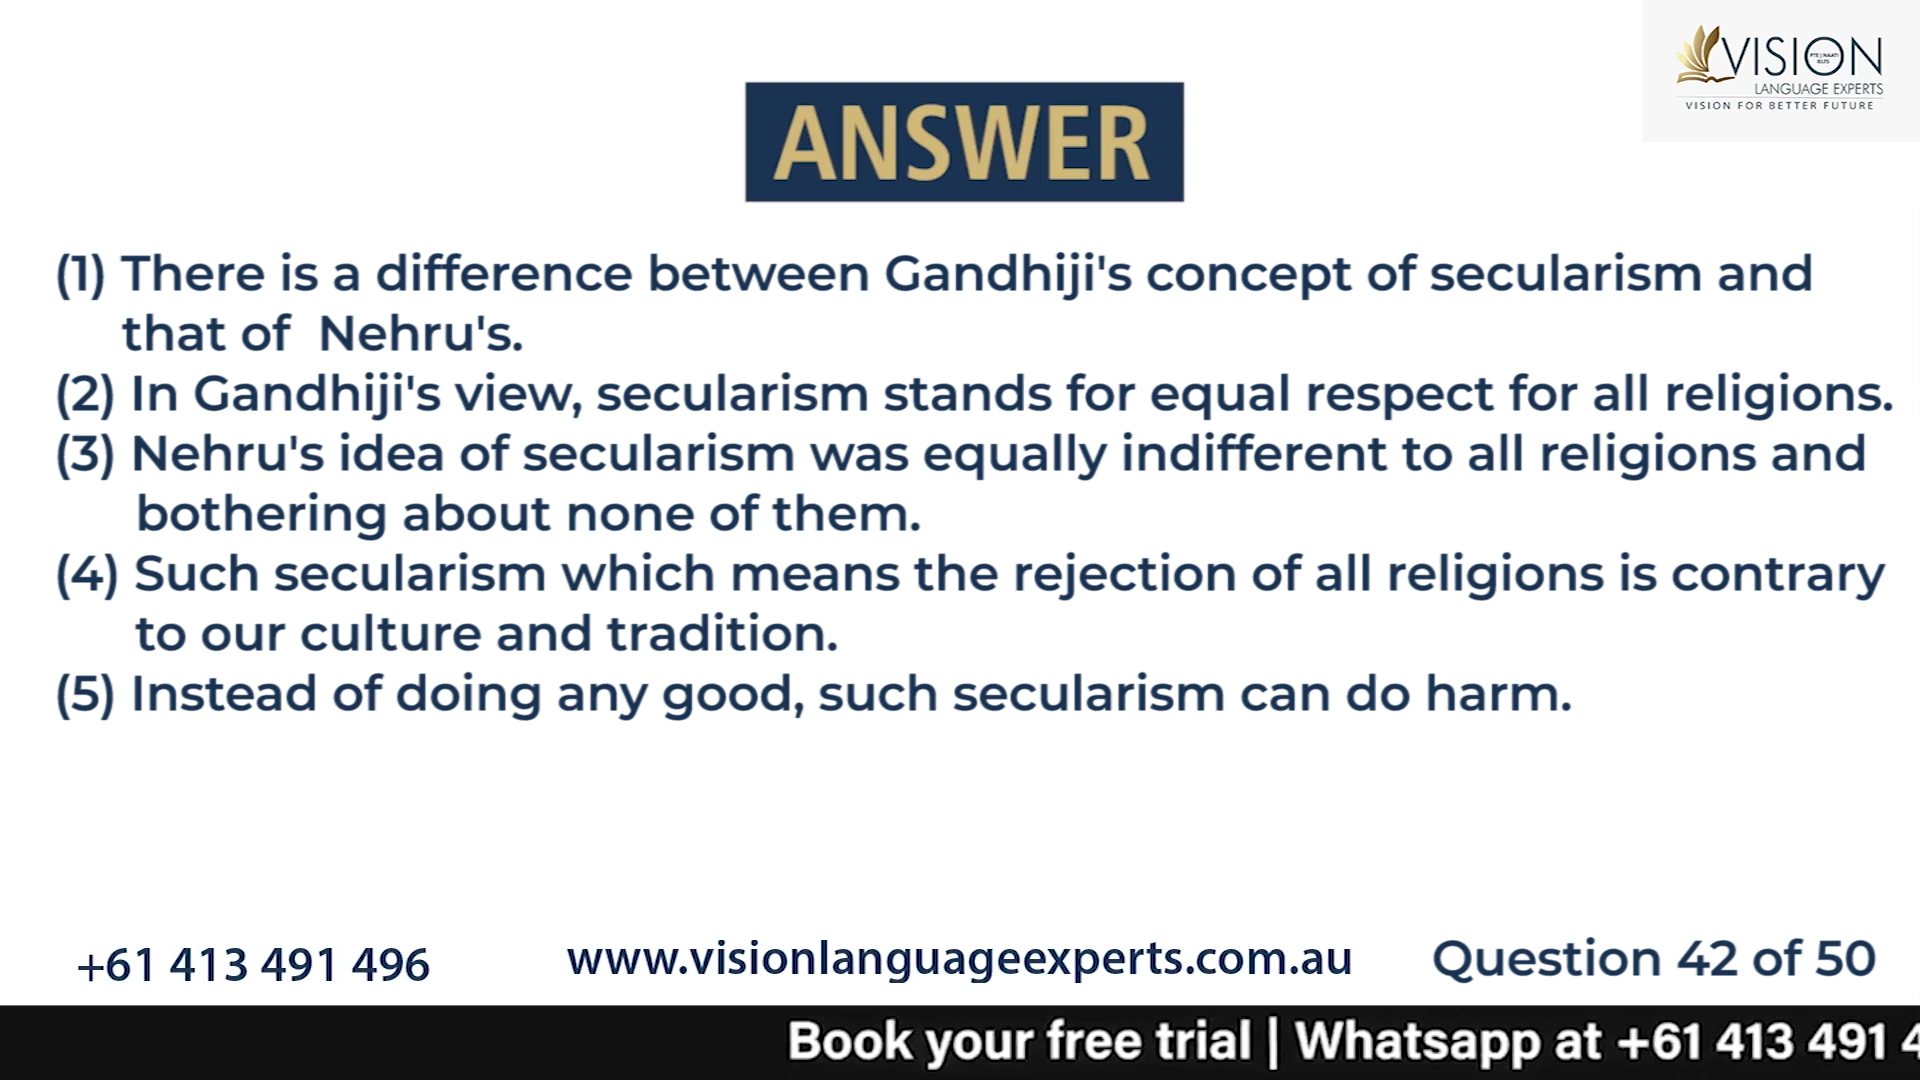 VISION
LANGUAGE EXPERTS
VISION FOR BETTER FUTURE
ANSWER
(1) There is a difference between Gandhiji's concept of secularism and
that of Nehru's.
(2) In Gandhiji's view, secularism stands for equal respect for all religions.
(3) Nehru's idea of secularism was equally indifferent to all religions and
bothering about none of them.
(4) Such secularism which means the rejection of all religions is contrary
to our culture and tradition.
(5) Instead of doing any good, such secularism can do harm.
+61 413 491 496
www.visionlanguageexperts.com.au
Question 42 of 50
Book your free trial | Whatsapp at +61 413 491